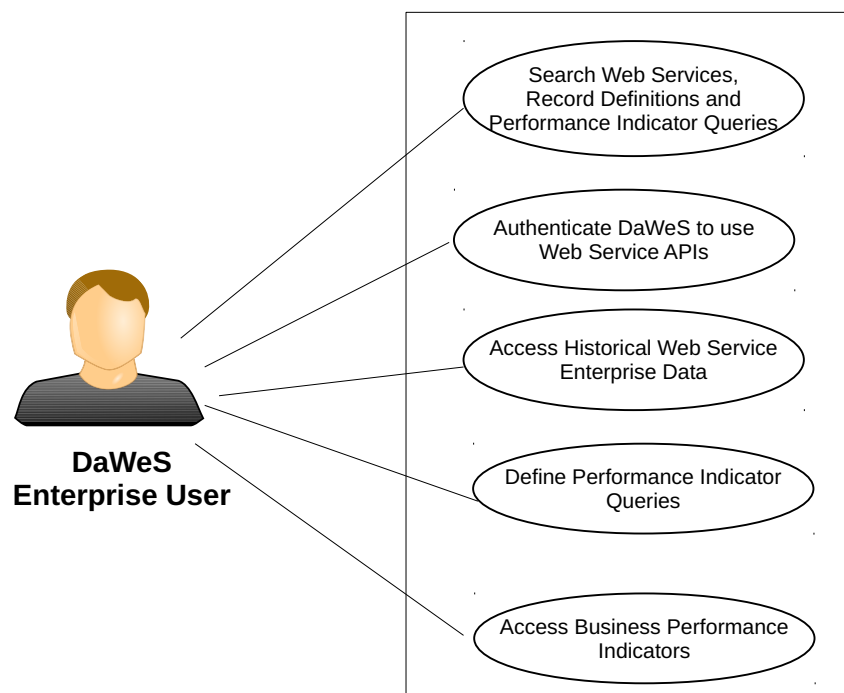 Search Web Services,
Record Definitions and
Performance Indicator Queries
Authenticate DaWeS to use
Web Service APIs
Access Historical Web Service
Enterprise Data
DaWeS
Enterprise User
Define Performance Indicator
Queries
Access Business Performance
Indicators